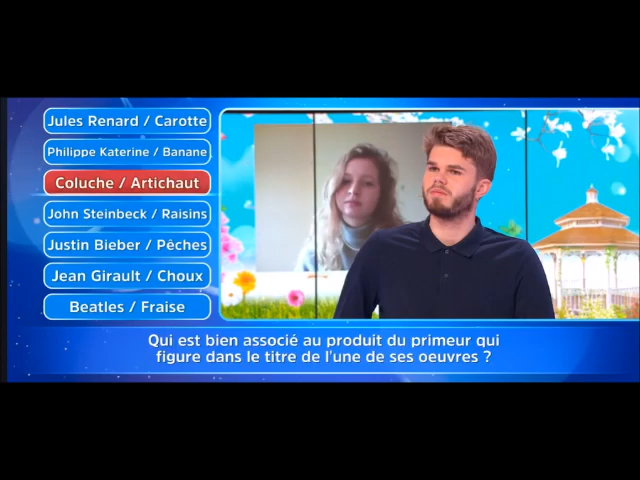 Jules Renard / Carotte
Philippe Katerine / Banane
Coluche / Artichaut
John Steinbeck / Raisins
Justin Bieber / Pêches
Jean Girault / Choux
Beatles / Fraise
Qui est bien associé au produit du primeur qui
figure dans le titre de l'une de ses oeuvres ?